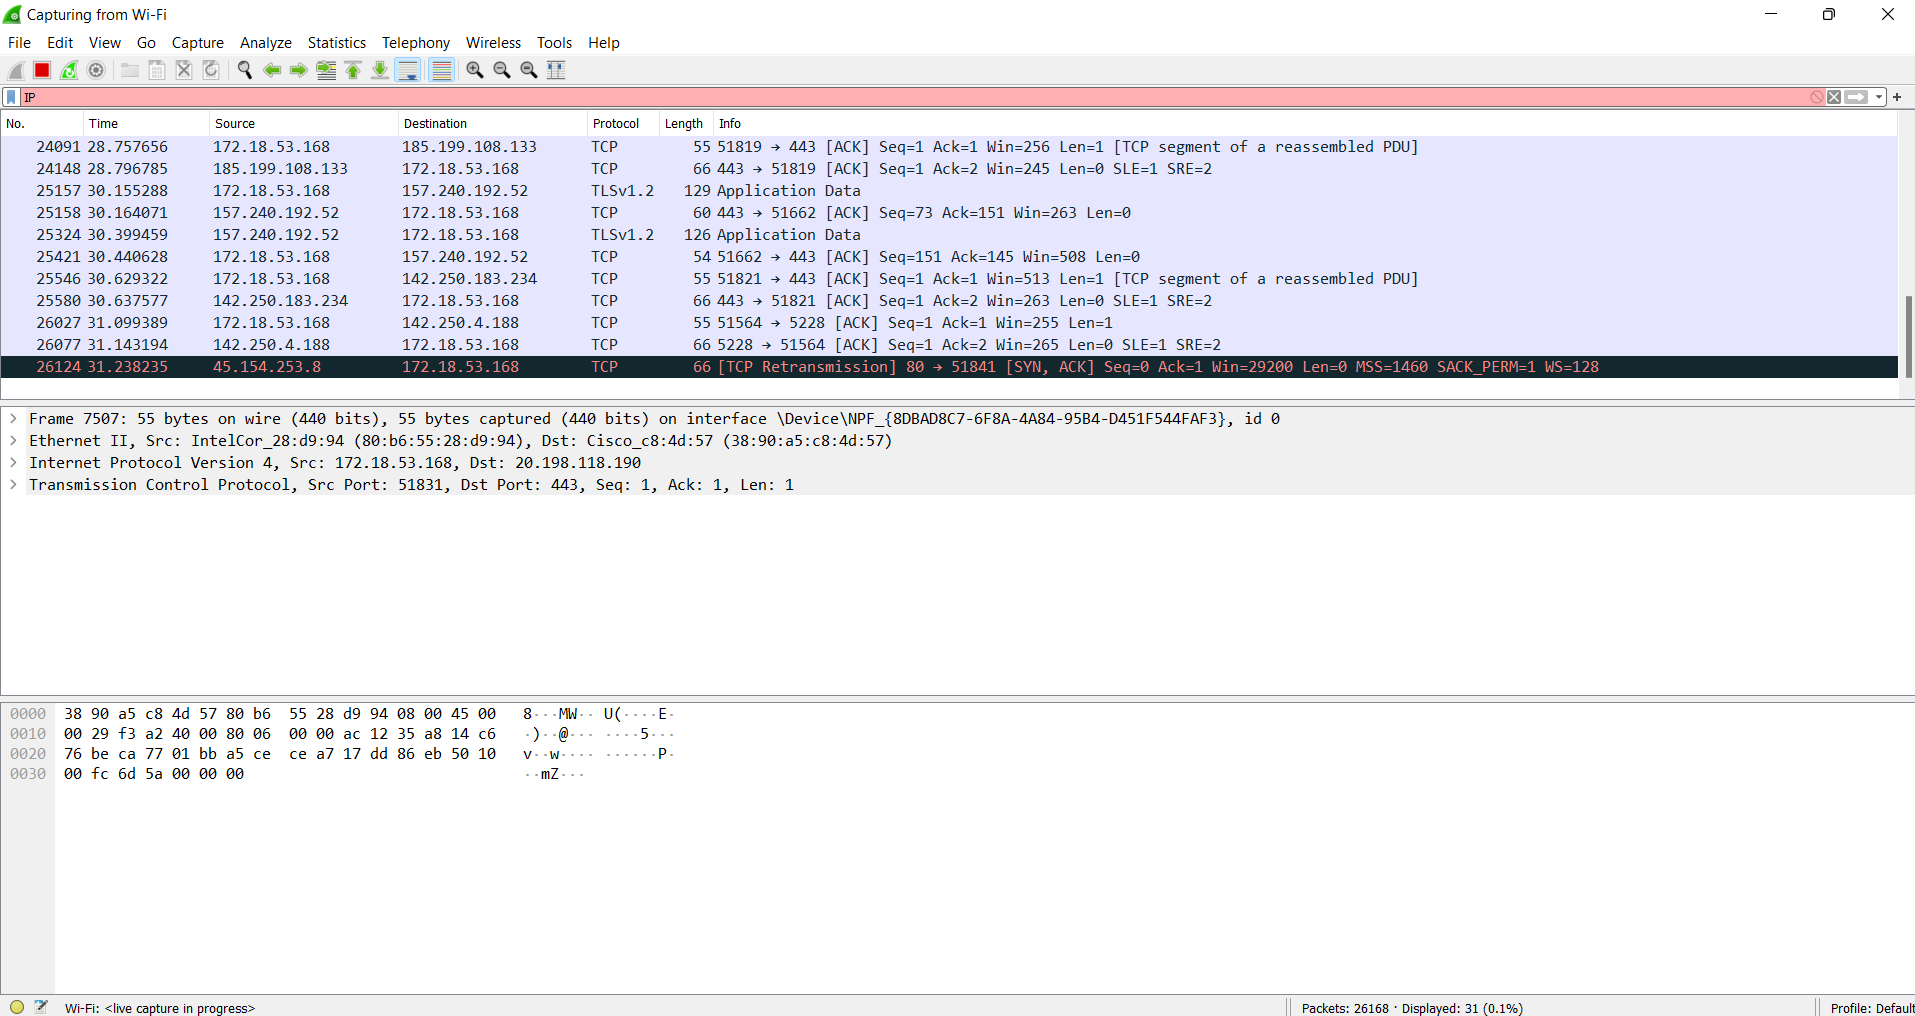 Capturing from Wi-Fi
File Edit View Go Capture Analyze Statistics Telephony Wireless Tools Help
IP
No. Time Source Destination Protocol Length Info
24091 28.757656 172.18.53.168 185.199.108.133 TCP 55 51819 → 443 [ACK] Seq=1 Ack=1 Win=256 Len=1 [TCP segment of a reassembled PDU]
24148 28.796785 185.199.108.133 172.18.53.168 TCP 66 443 → 51819 [ACK] Seq=1 Ack=2 Win=245 Len=0 SLE=1 SRE=2
25157 30.155288 172.18.53.168 157.240.192.52 TLSv1.2 129 Application Data
25158 30.164071 157.240.192.52 172.18.53.168 TCP 60 443 → 51662 [ACK] Seq=73 Ack=151 Win=263 Len=0
25324 30.399459 157.240.192.52 172.18.53.168 TLSv1.2 126 Application Data
25421 30.440628 172.18.53.168 157.240.192.52 TCP 54 51662 → 443 [ACK] Seq=151 Ack=145 Win=508 Len=0
25546 30.629322 172.18.53.168 142.250.183.234 TCP 55 51821 → 443 [ACK] Seq=1 Ack=1 Win=513 Len=1 [TCP segment of a reassembled PDU]
25580 30.637577 142.250.183.234 172.18.53.168 TCP 66 443 → 51821 [ACK] Seq=1 Ack=2 Win=263 Len=0 SLE=1 SRE=2
26027 31.099389 172.18.53.168 142.250.4.188 TCP 55 51564 → 5228 [ACK] Seq=1 Ack=1 Win=255 Len=1
26077 31.143194 142.250.4.188 172.18.53.168 TCP 66 5228 → 51564 [ACK] Seq=1 Ack=2 Win=265 Len=0 SLE=1 SRE=2
26124 31.238235 45.154.253.8 172.18.53.168 TCP 66 [TCP Retransmission] 80 → 51841 [SYN, ACK] Seq=0 Ack=1 Win=29200 Len=0 MSS=1460 SACK_PERM=1 WS=128
> Frame 7507: 55 bytes on wire (440 bits), 55 bytes captured (440 bits) on interface \Device\NPF_{8DBAD8C7-6F8A-4A84-95B4-D451F544FAF3}, id 0
> Ethernet II, Src: IntelCor_28:d9:94 (80:b6:55:28:d9:94), Dst: Cisco_c8:4d:57 (38:90:a5:c8:4d:57)
> Internet Protocol Version 4, Src: 172.18.53.168, Dst: 20.198.118.190
> Transmission Control Protocol, Src Port: 51831, Dst Port: 443, Seq: 1, Ack: 1, Len: 1
0000 38 90 a5 c8 4d 57 80 b6 55 28 d9 94 08 00 45 00 8···MW·· U(····E·
0010 00 29 f3 a2 40 00 80 06 00 00 ac 12 35 a8 14 c6 ·)··@··· ····5···
0020 76 be ca 77 01 bb a5 ce ce a7 17 dd 86 eb 50 10 v··w···· ······P·
0030 00 fc 6d 5a 00 00 00 ··mZ···
Wi-Fi: <live capture in progress> Packets: 26168 · Displayed: 31 (0.1%) Profile: Default